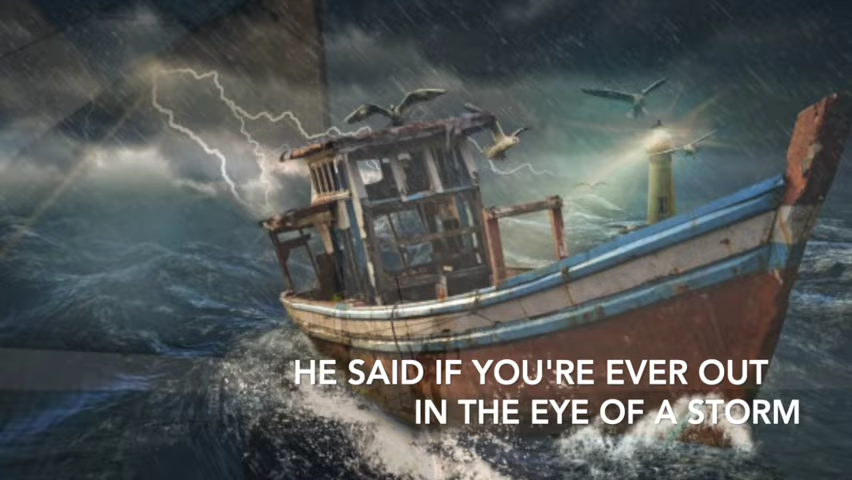 HE SAID IF YOU'RE EVER OUT
IN THE EYE OF A STORM